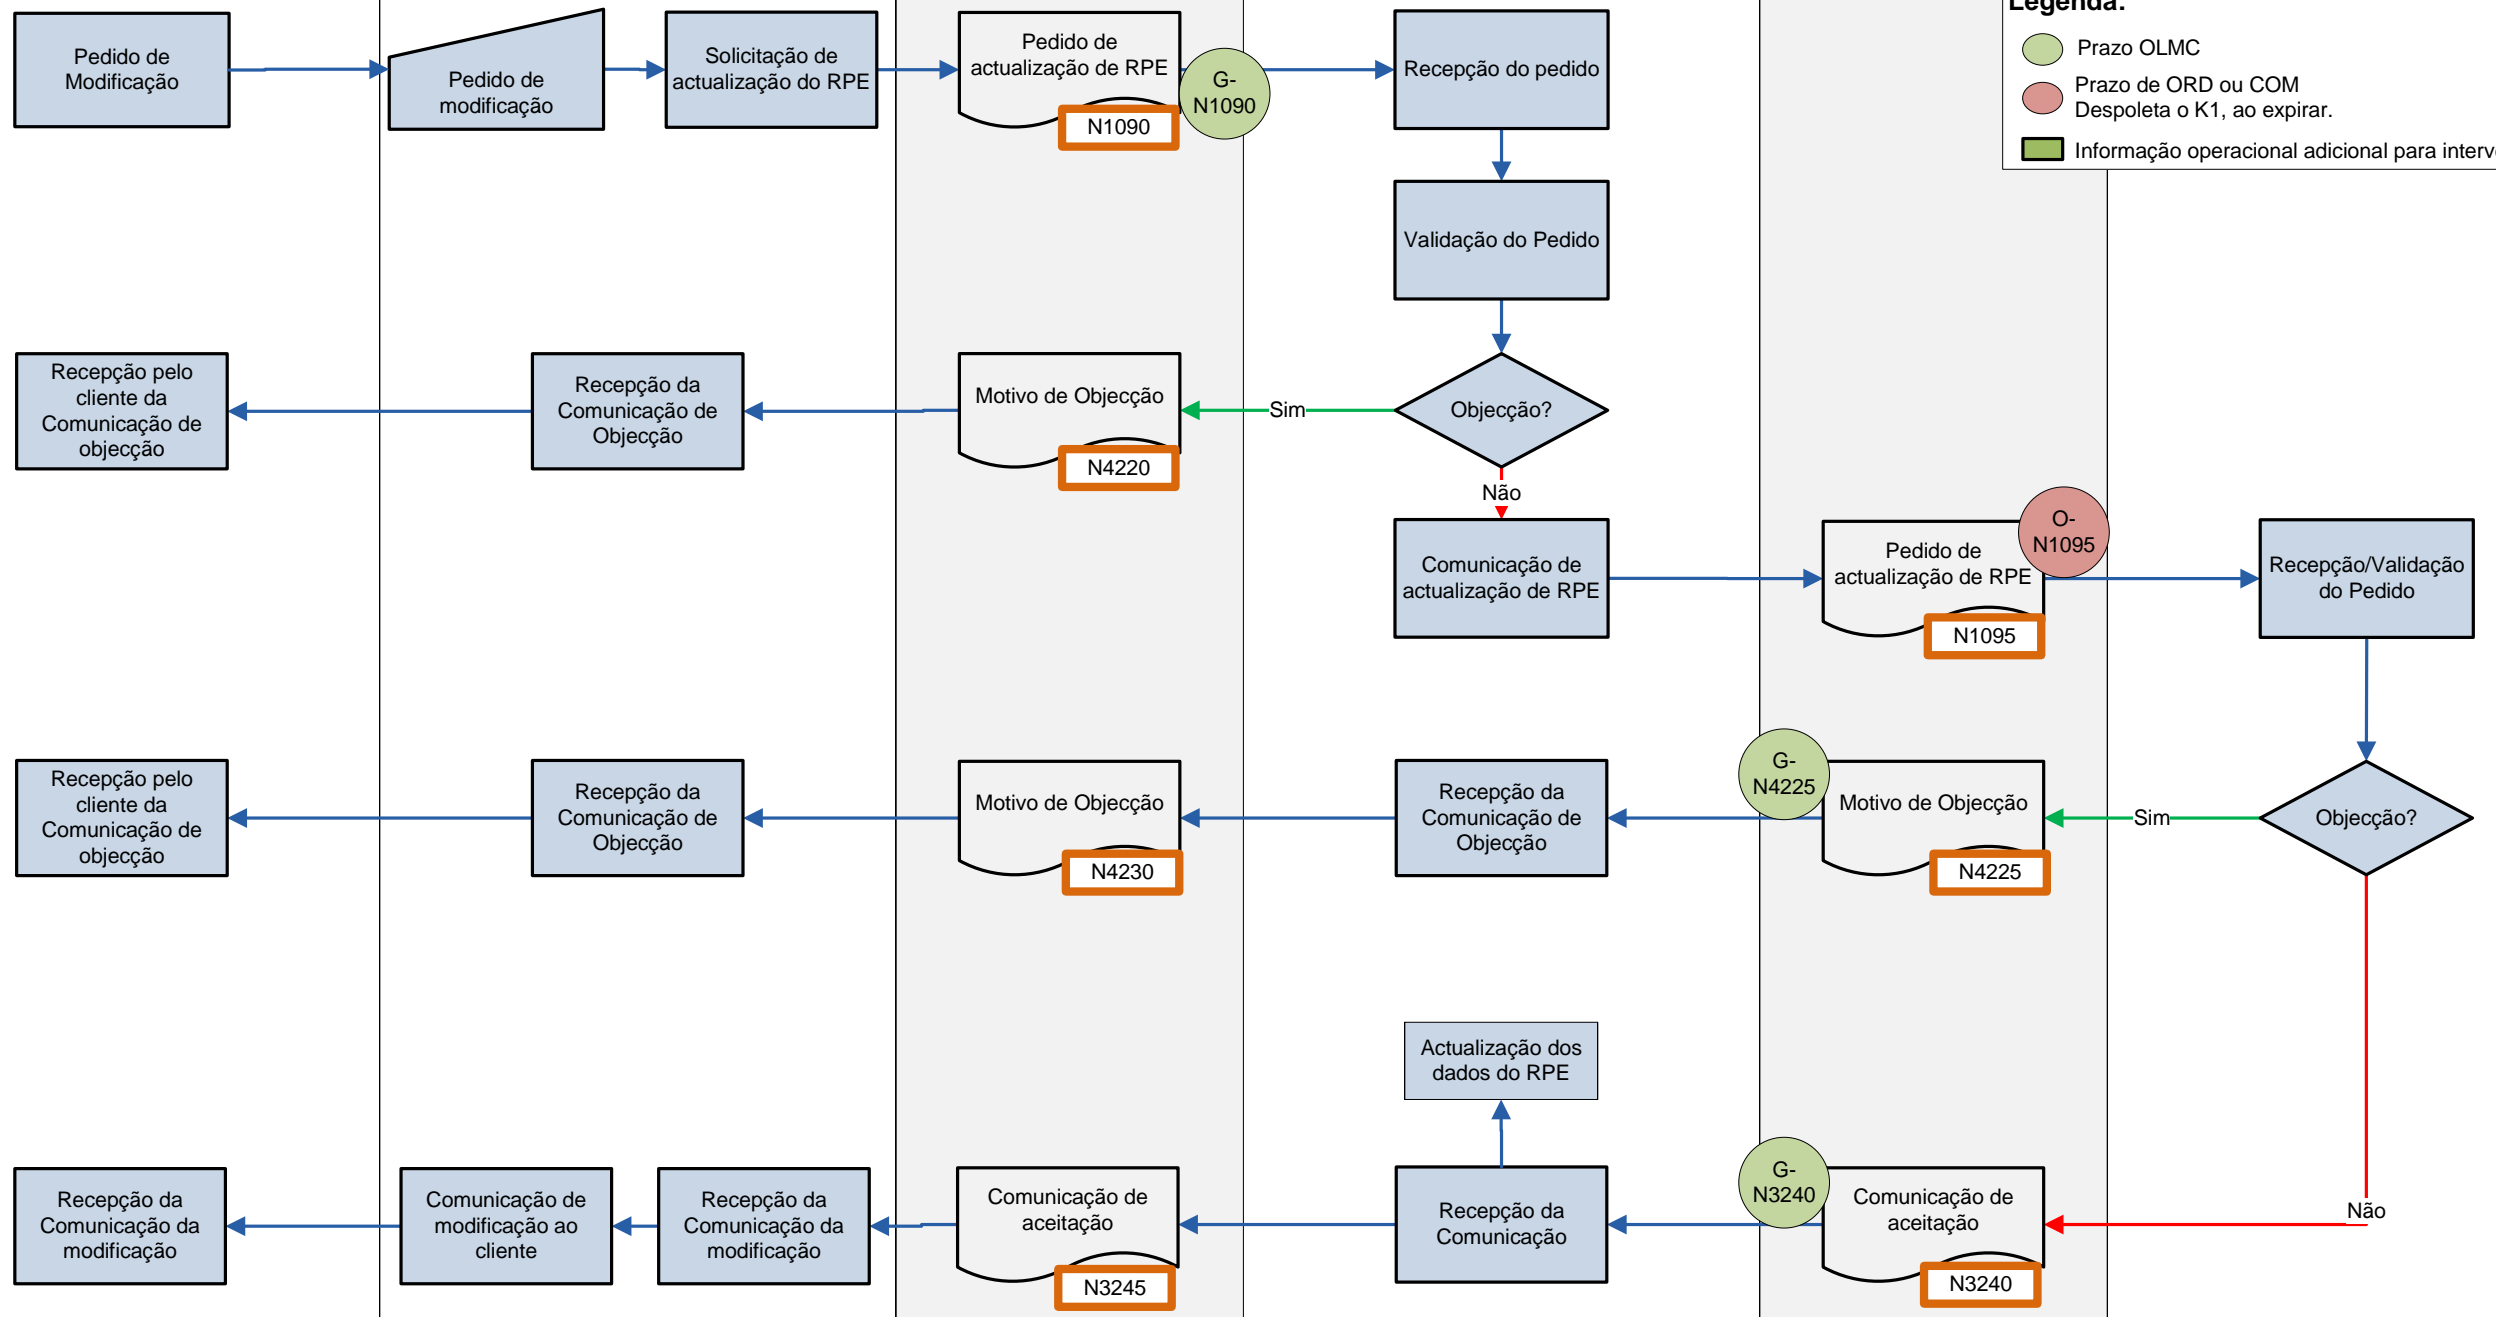 Legenda:
Prazo OLMC
Prazo de ORD ou COM
Despoleta o K1, ao expirar.
Informação operacional adicional para
Pedido de
Modificação
Pedido de
modificação
Solicitação de
actualização do RPE
Pedido de
actualização de RPE
N1090
G-
N1090
Recepção do pedido
Validação do Pedido
Recepção pelo
cliente da
Comunicação de
objecção
Recepção da
Comunicação de
Objecção
Motivo de Objecção
N4220
Sim
Objecção?
Não
Comunicação de
actualização de RPE
Pedido de
actualização de RPE
N1095
O-
N1095
Recepção/Validação
do Pedido
Recepção pelo
cliente da
Comunicação de
objecção
Recepção da
Comunicação de
Objecção
Motivo de Objecção
N4230
Recepção da
Comunicação de
Objecção
G-
N4225
Motivo de Objecção
N4225
Sim
Objecção?
Actualização dos
dados do RPE
Recepção da
Comunicação da
modificação
Comunicação de
modificação ao
cliente
Recepção da
Comunicação da
modificação
Comunicação de
aceitação
N3245
Recepção da
Comunicação
G-
N3240
Comunicação de
aceitação
N3240
Não